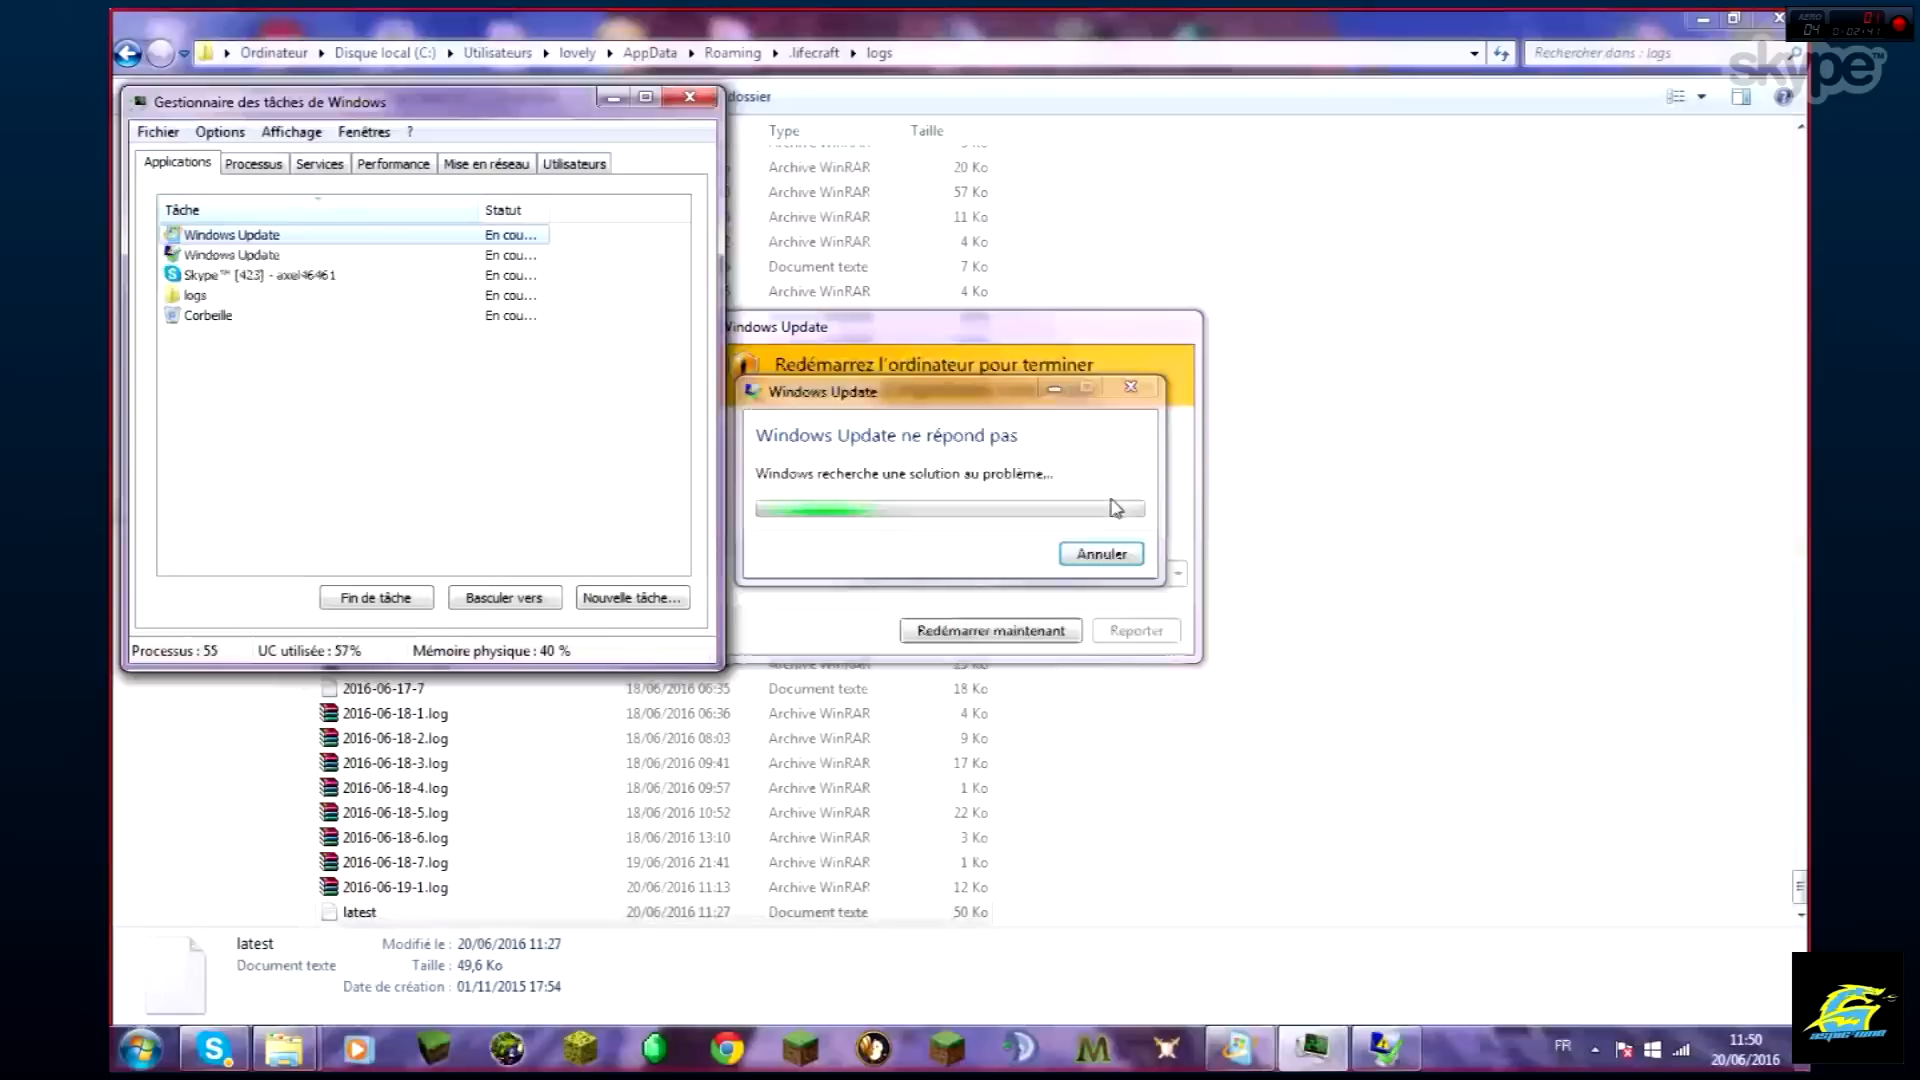 Ordinateur
Disque local (C:)
Utilisateurs
lovely
AppData
Roaming
.lifecraft
logs
Rechercher dans : logs
skype™
Gestionnaire des tâches de Windows
dossier
Fichier Options Affichage Fenêtres ?
Applications Processus Services Performance Mise en réseau Utilisateurs
Tâche Statut
Windows Update En cou...
Windows Update En cou...
Skype™ [423] - axel46461 En cou...
logs En cou...
Corbeille En cou...
Fin de tâche Basculer vers Nouvelle tâche...
Processus : 55 UC utilisée : 57% Mémoire physique : 40 %
Type Taille
Archive WinRAR 20 Ko
Archive WinRAR 57 Ko
Archive WinRAR 11 Ko
Archive WinRAR 4 Ko
Document texte 7 Ko
Archive WinRAR 4 Ko
Windows Update
Redémarrez l'ordinateur pour terminer
Windows Update
Windows Update ne répond pas
Windows recherche une solution au problème...
Annuler
Redémarrer maintenant Reporter
2016-06-17-7 18/06/2016 06:35 Document texte 18 Ko
2016-06-18-1.log 18/06/2016 06:36 Archive WinRAR 4 Ko
2016-06-18-2.log 18/06/2016 08:03 Archive WinRAR 9 Ko
2016-06-18-3.log 18/06/2016 09:41 Archive WinRAR 17 Ko
2016-06-18-4.log 18/06/2016 09:57 Archive WinRAR 1 Ko
2016-06-18-5.log 18/06/2016 10:52 Archive WinRAR 22 Ko
2016-06-18-6.log 18/06/2016 13:10 Archive WinRAR 3 Ko
2016-06-18-7.log 19/06/2016 21:41 Archive WinRAR 1 Ko
2016-06-19-1.log 20/06/2016 11:13 Archive WinRAR 12 Ko
latest 20/06/2016 11:27 Document texte 50 Ko
latest Modifié le : 20/06/2016 11:27
Document texte Taille : 49,6 Ko
Date de création : 01/11/2015 17:54
FR
11:50
20/06/2016